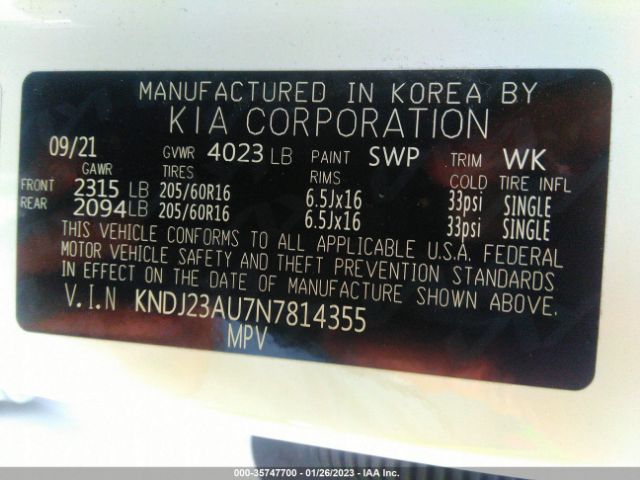 MANUFACTURED IN KOREA BY
KIA CORPORATION
09/21 GVWR 4023 LB PAINT SWP TRIM WK
GAWR TIRES RIMS COLD TIRE INFL
FRONT 2315 LB 205/60R16 6.5Jx16 33psi SINGLE
REAR 2094 LB 205/60R16 6.5Jx16 33psi SINGLE
THIS VEHICLE CONFORMS TO ALL APPLICABLE U.S.A. FEDERAL
MOTOR VEHICLE SAFETY AND THEFT PREVENTION STANDARDS
IN EFFECT ON THE DATE OF MANUFACTURE SHOWN ABOVE.
V.I.N KNDJ23AU7N7814355
MPV
000-35747700 - 01/26/2023 - IAA Inc.